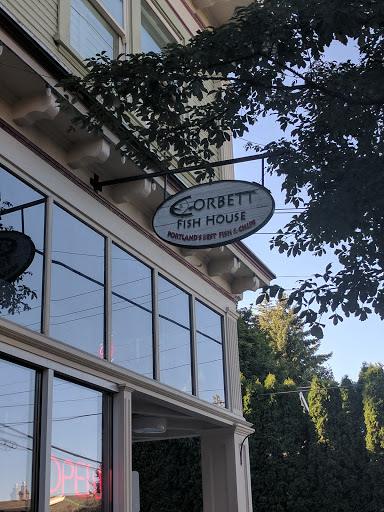 CORBETT
FISH HOUSE
PORTLAND'S BEST FISH & CHIPS
OPEN